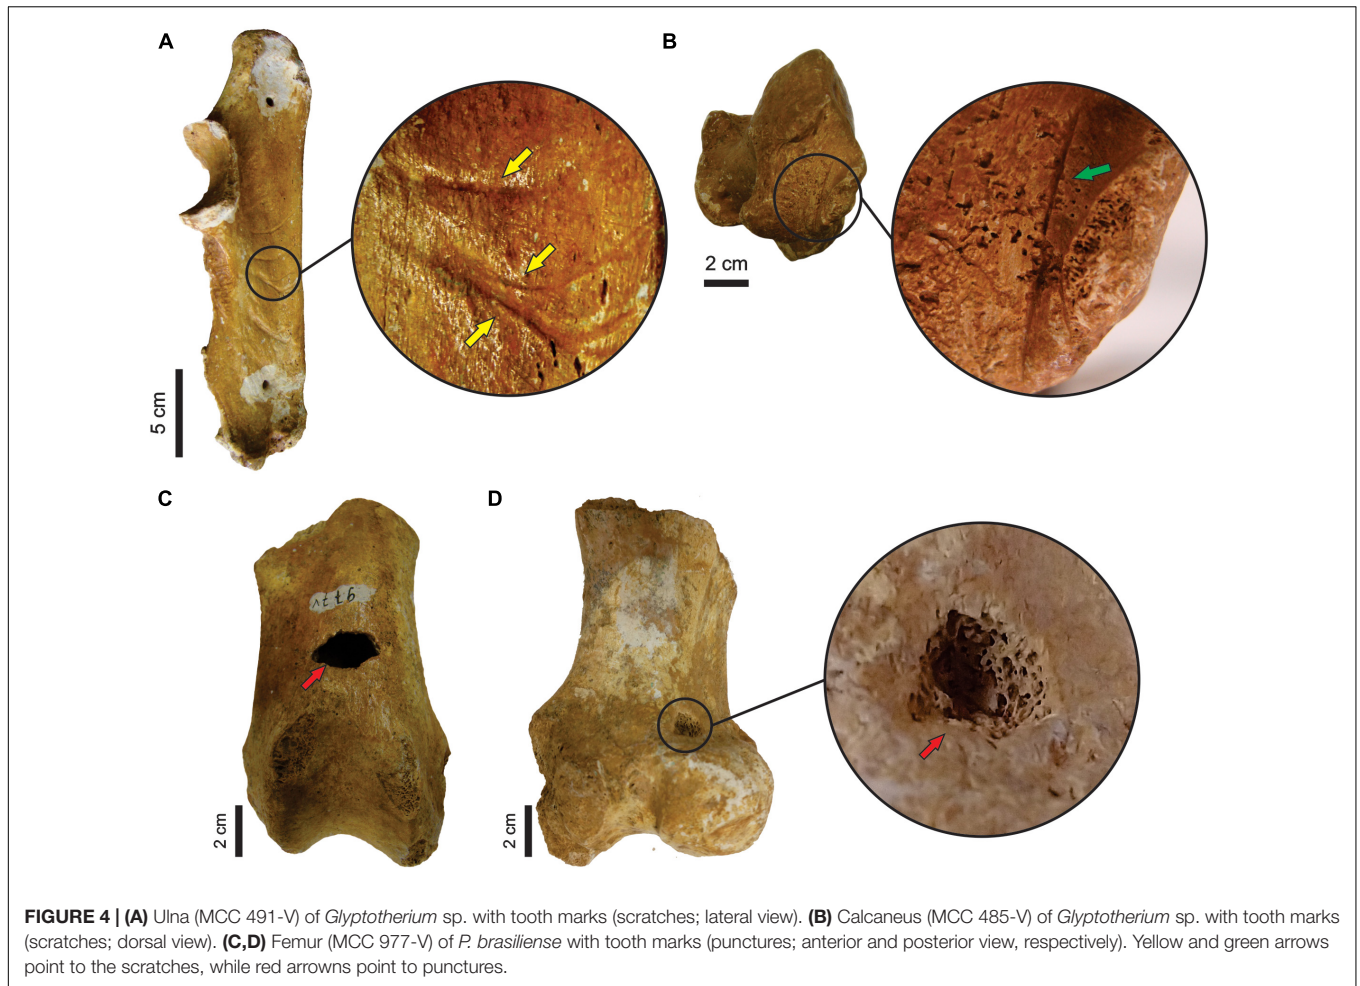 A
B
2 cm
5 cm
C
D
977V
2 cm
2 cm
FIGURE 4 | (A) Ulna (MCC 491-V) of Glyptotherium sp. with tooth marks (scratches; lateral view). (B) Calcaneus (MCC 485-V) of Glyptotherium sp. with tooth marks
(scratches; dorsal view). (C,D) Femur (MCC 977-V) of P. brasiliense with tooth marks (punctures; anterior and posterior view, respectively). Yellow and green arrows
point to the scratches, while red arrowns point to punctures.